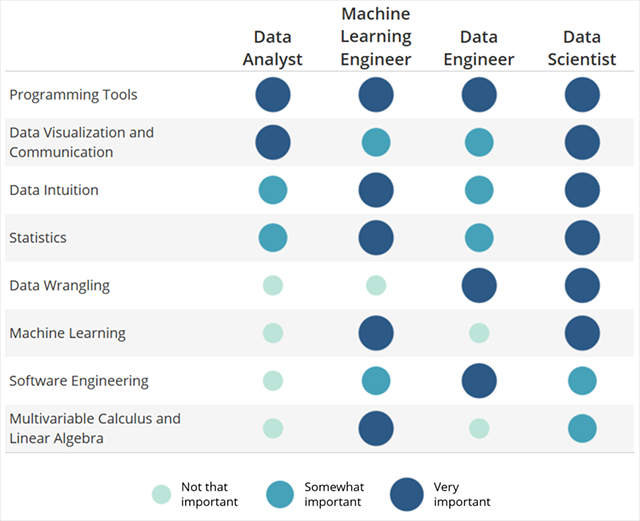 Data Analyst
Machine Learning Engineer
Data Engineer
Data Scientist
Programming Tools
Data Visualization and
Communication
Data Intuition
Statistics
Data Wrangling
Machine Learning
Software Engineering
Multivariable Calculus and
Linear Algebra
Not that
important
Somewhat
important
Very
important